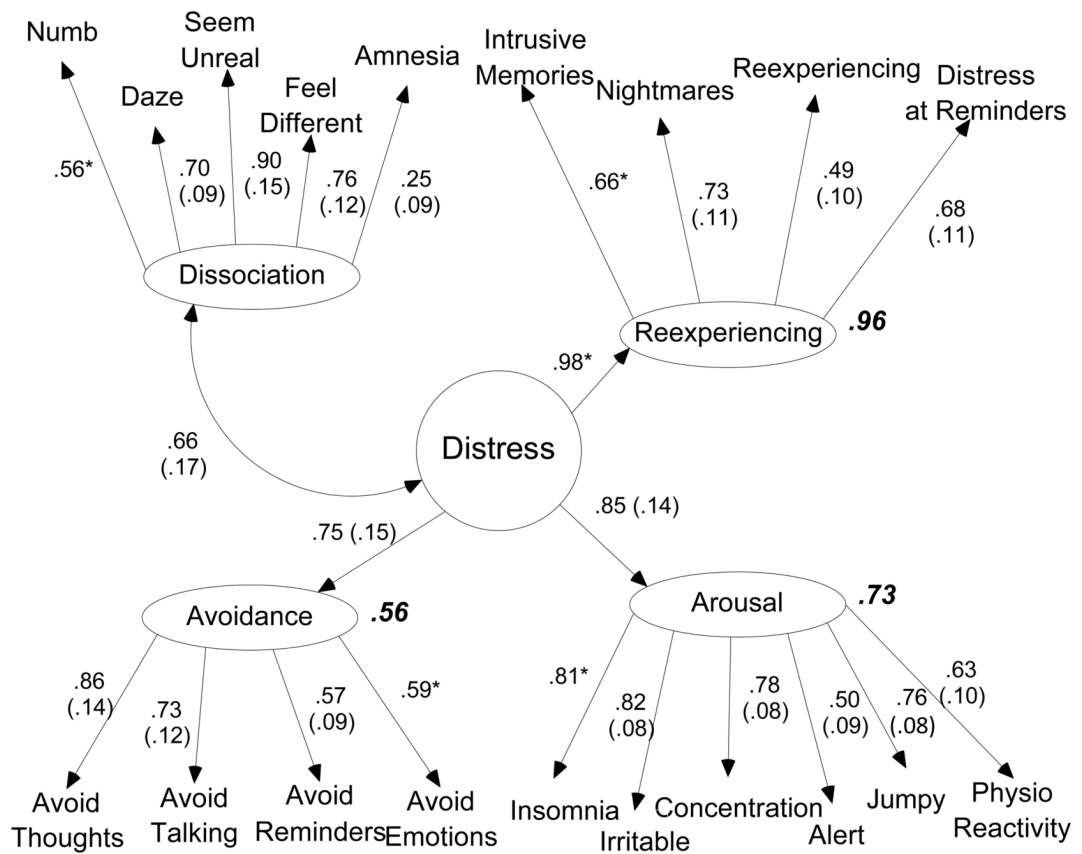 Numb
Daze
Seem
Unreal
Feel
Different
Amnesia
.56*
.70
(.09)
.90
(.15)
.76
(.12)
.25
(.09)
Dissociation
Intrusive
Memories
Nightmares
Reexperiencing
Distress
at Reminders
.66*
.73
(.11)
.49
(.10)
.68
(.11)
Reexperiencing
.96
.98*
Distress
.66
(.17)
.75 (.15)
.85 (.14)
Avoidance
.56
.86
(.14)
.73
(.12)
.57
(.09)
.59*
Avoid
Thoughts
Avoid
Talking
Avoid
Reminders
Avoid
Emotions
Arousal
.73
.81*
.82
(.08)
.78
(.08)
.50
(.09)
.76
(.08)
.63
(.10)
Insomnia
Irritable
Concentration
Alert
Jumpy
Physio
Reactivity